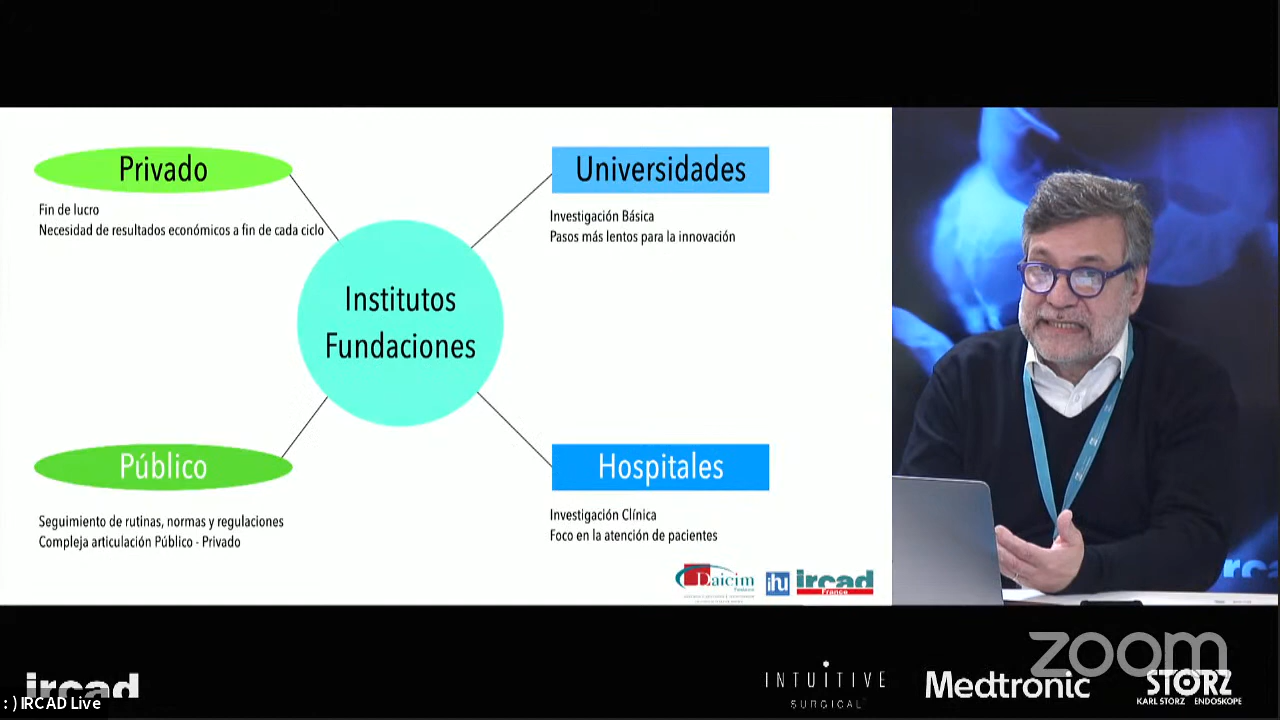 Privado
Fin de lucro
Necesidad de resultados económicos a fin de cada ciclo
Universidades
Investigación Básica
Pasos más lentos para la innovación
Institutos
Fundaciones
Público
Seguimiento de rutinas, normas y regulaciones
Compleja articulación Público - Privado
Hospitales
Investigación Clínica
Foco en la atención de pacientes
Daicim
ihu
ircad
France
zoom
ircad
:) IRCAD Live
INTUITIVE
SURGICAL
Medtronic
STORZ
KARL STORZ ENDOSKOPE